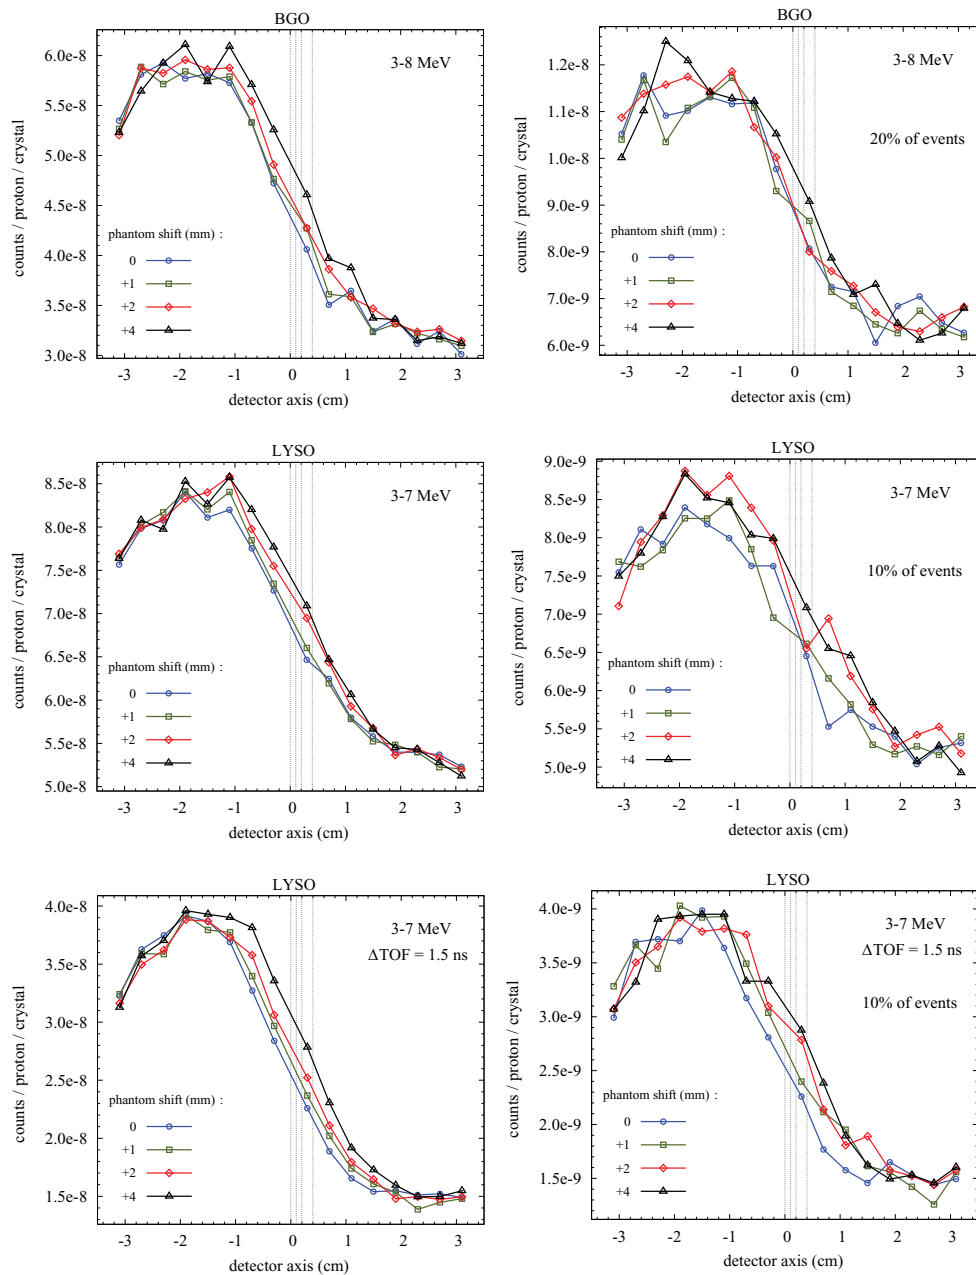 BGO
3-8 MeV
counts / proton / crystal
6.0e-8
5.5e-8
5.0e-8
4.5e-8
4.0e-8
3.5e-8
3.0e-8
phantom shift (mm) :
0
+1
+2
+4
-3 -2 -1 0 1 2 3
detector axis (cm)
BGO
3-8 MeV
20% of events
counts / proton / crystal
1.2e-8
1.1e-8
1.0e-8
9.0e-9
8.0e-9
7.0e-9
6.0e-9
phantom shift (mm) :
0
+1
+2
+4
-3 -2 -1 0 1 2 3
detector axis (cm)
LYSO
3-7 MeV
counts / proton / crystal
8.5e-8
8.0e-8
7.5e-8
7.0e-8
6.5e-8
6.0e-8
5.5e-8
5.0e-8
phantom shift (mm) :
0
+1
+2
+4
-3 -2 -1 0 1 2 3
detector axis (cm)
LYSO
3-7 MeV
10% of events
counts / proton / crystal
9.0e-9
8.5e-9
8.0e-9
7.5e-9
7.0e-9
6.5e-9
6.0e-9
5.5e-9
5.0e-9
phantom shift (mm) :
0
+1
+2
+4
-3 -2 -1 0 1 2 3
detector axis (cm)
LYSO
3-7 MeV
ΔTOF = 1.5 ns
counts / proton / crystal
4.0e-8
3.5e-8
3.0e-8
2.5e-8
2.0e-8
1.5e-8
phantom shift (mm) :
0
+1
+2
+4
-3 -2 -1 0 1 2 3
detector axis (cm)
LYSO
3-7 MeV
ΔTOF = 1.5 ns
10% of events
counts / proton / crystal
4.0e-9
3.5e-9
3.0e-9
2.5e-9
2.0e-9
1.5e-9
phantom shift (mm) :
0
+1
+2
+4
-3 -2 -1 0 1 2 3
detector axis (cm)